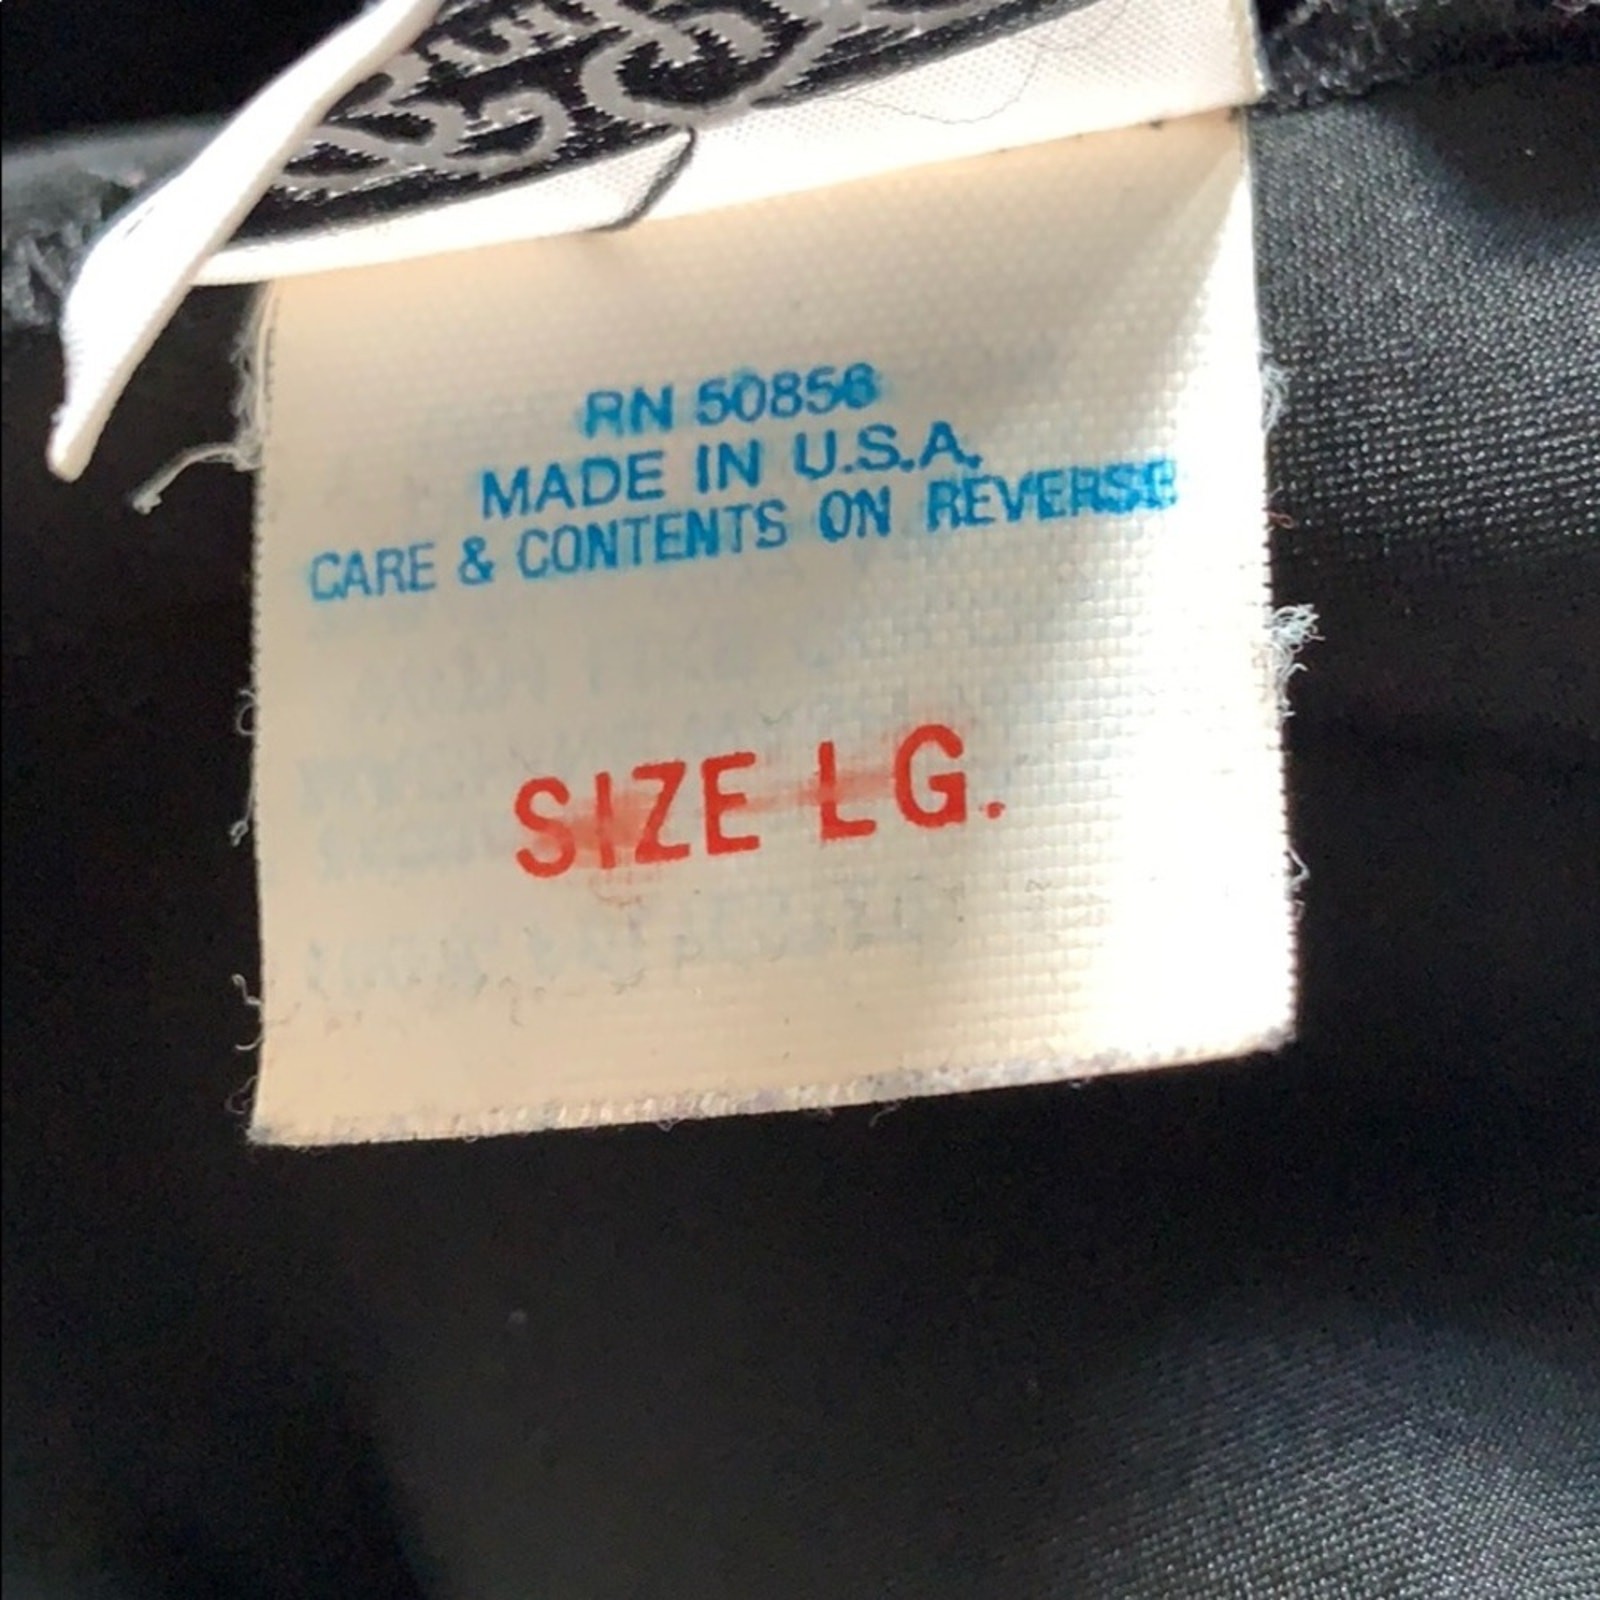 RN 50856
MADE IN U.S.A.
CARE & CONTENTS ON REVERSE
SIZE LG.